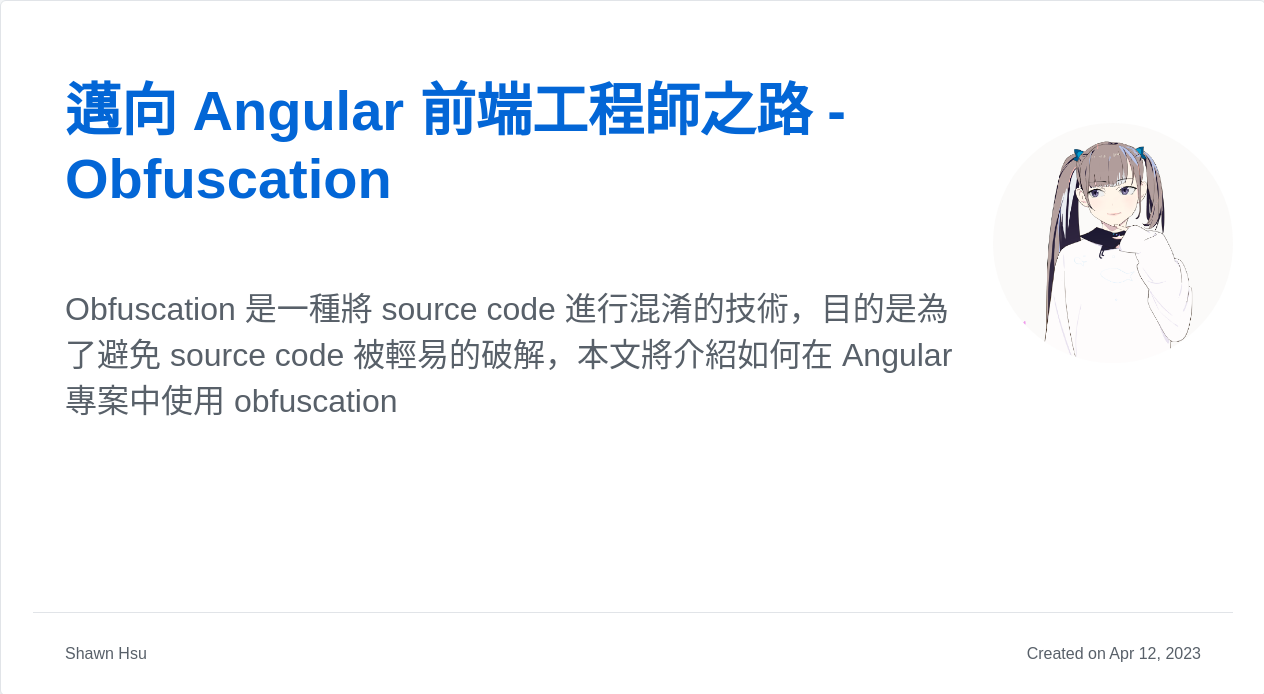 邁向 Angular 前端工程師之路 -
Obfuscation
Obfuscation 是一種將 source code 進行混淆的技術，目的是為
了避免 source code 被輕易的破解，本文將介紹如何在 Angular
專案中使用 obfuscation
Shawn Hsu
Created on Apr 12, 2023